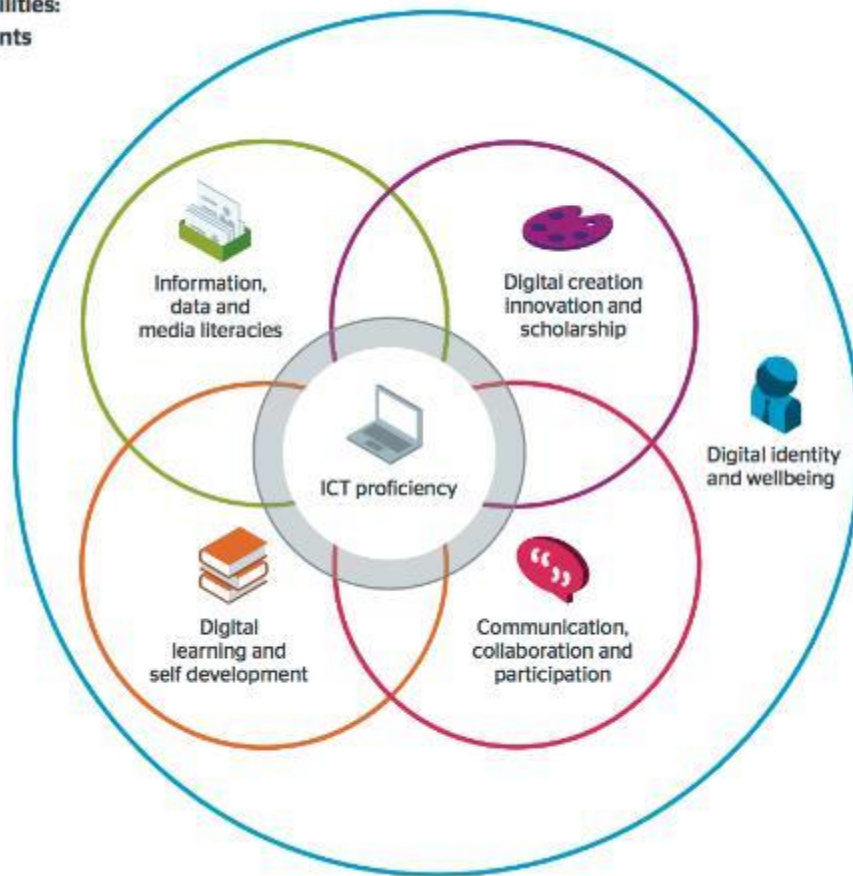 Information,
data and
media literacies
Digital creation
innovation and
scholarship
ICT proficiency
Digital identity
and wellbeing
Digital
learning and
self development
Communication,
collaboration and
participation